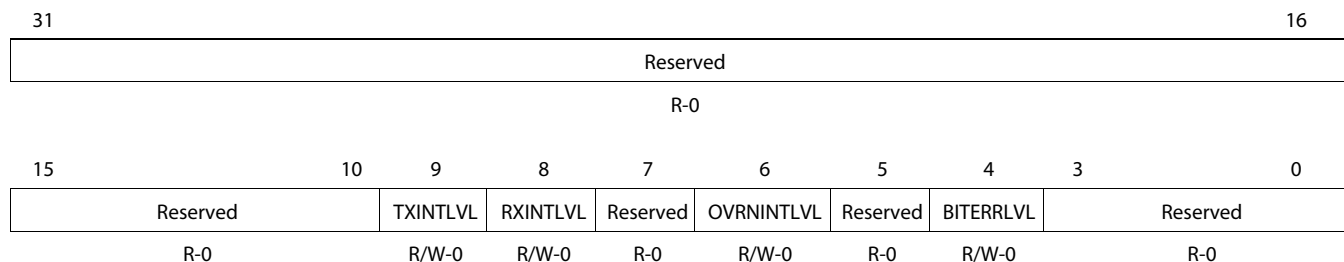 31 16
Reserved
R-0
15 10 9 8 7 6 5 4 3 0
Reserved TXINTLVL RXINTLVL Reserved OVRNINTLVL Reserved BITERRLVL Reserved
R-0 R/W-0 R/W-0 R-0 R/W-0 R-0 R/W-0 R-0